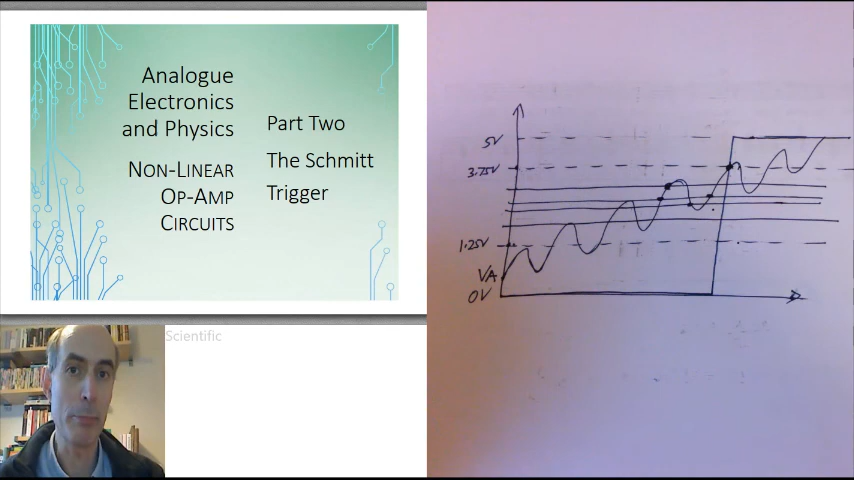 Analogue
Electronics
and Physics
NON-LINEAR
OP-AMP
CIRCUITS
Part Two
The Schmitt
Trigger
Scientific
5V
3.75V
1.25V
VA
0V